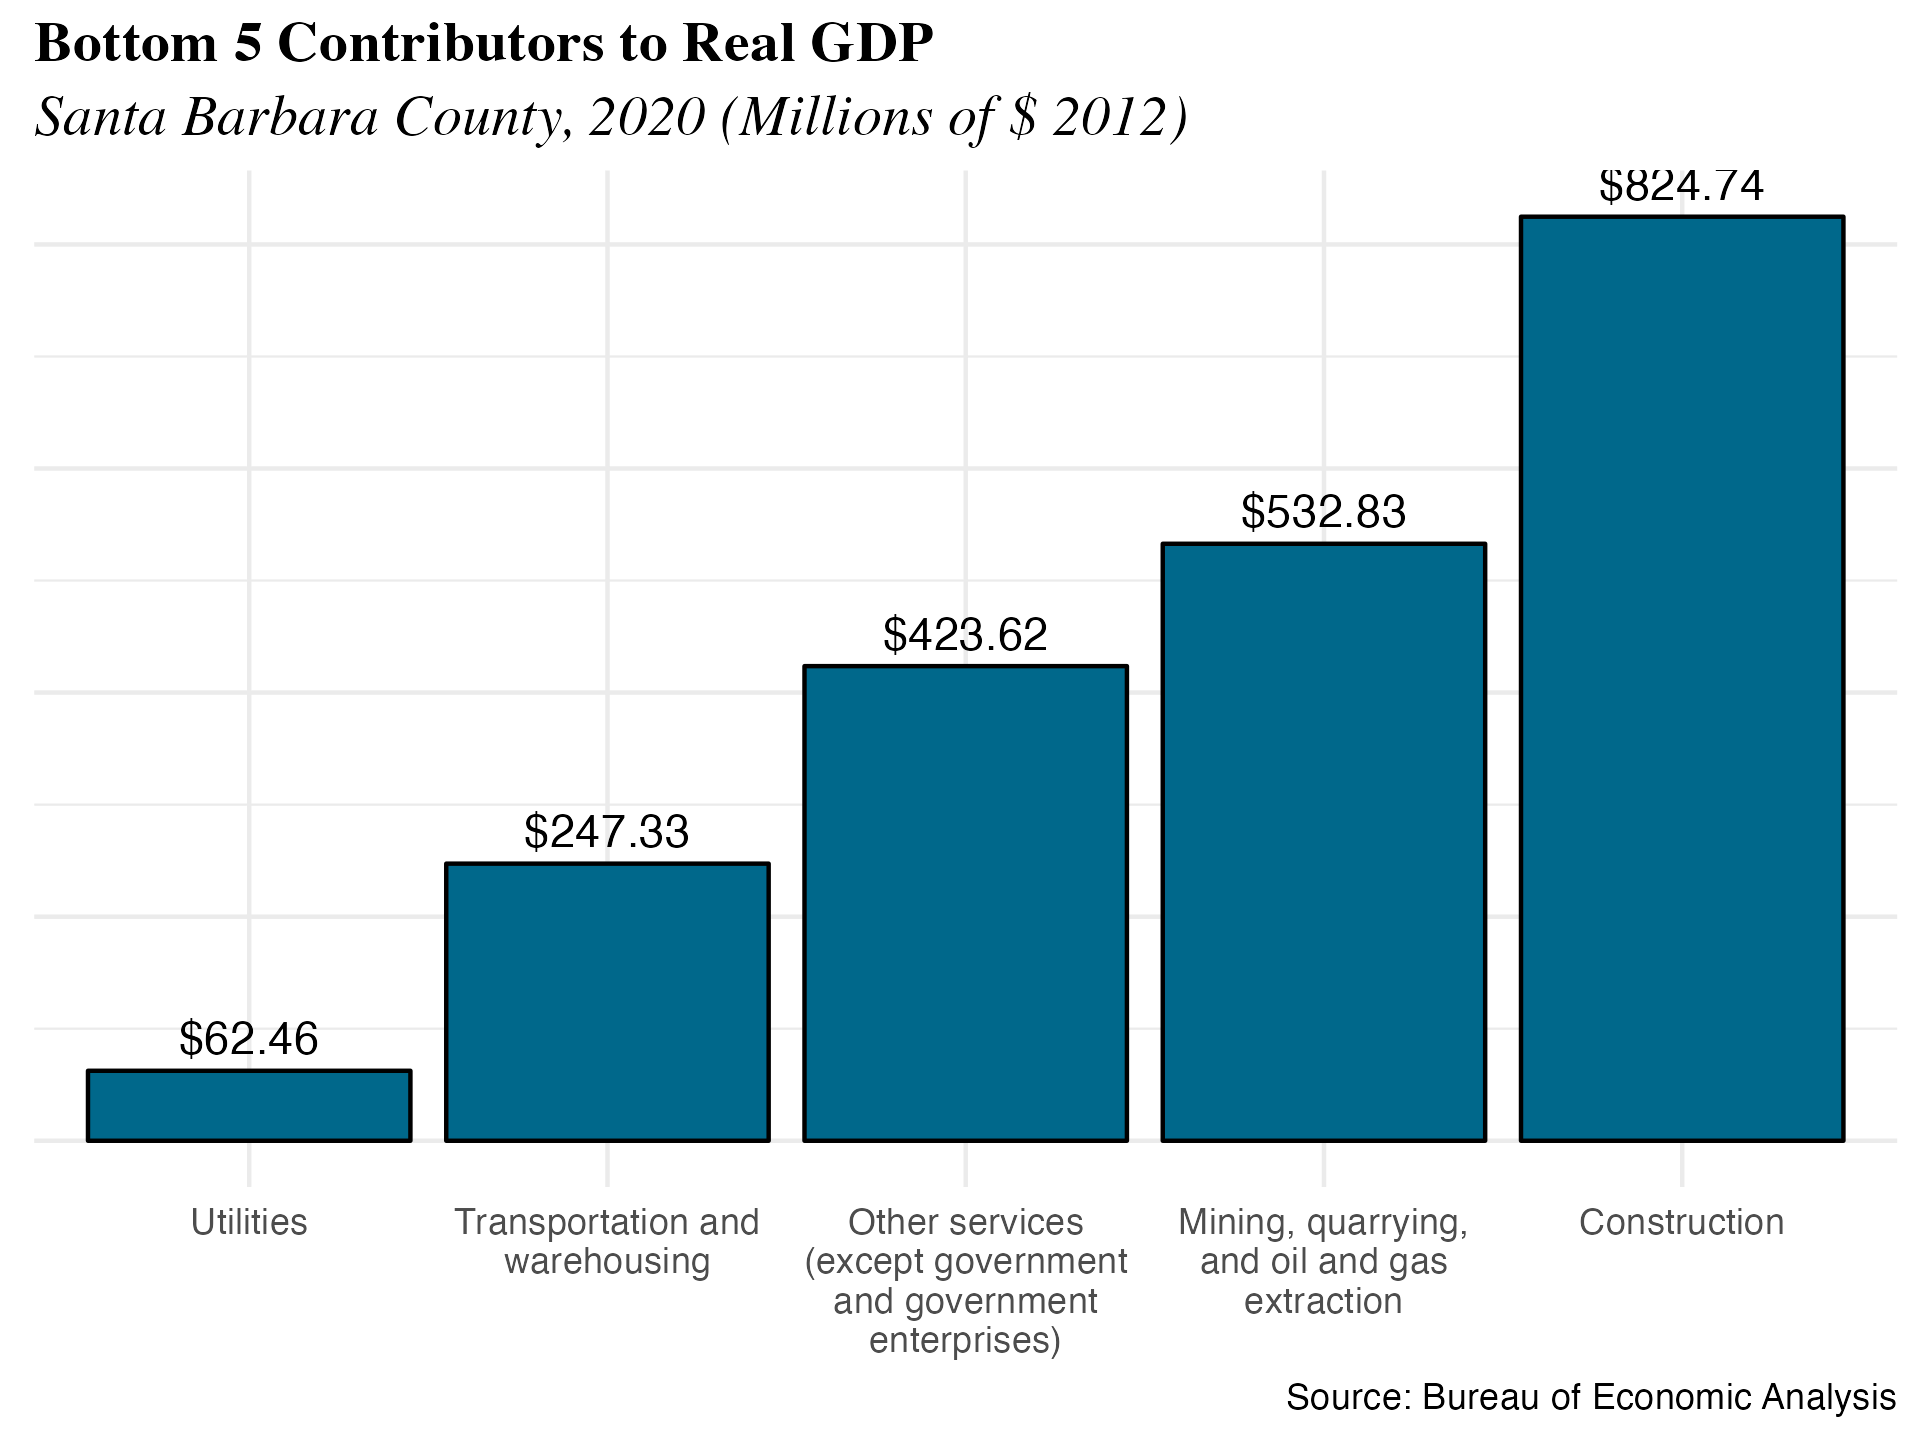 Bottom 5 Contributors to Real GDP
Santa Barbara County, 2020 (Millions of $ 2012)
$824.74
$532.83
$423.62
$247.33
$62.46
Utilities
Transportation and
warehousing
Other services
(except government
and government
enterprises)
Mining, quarrying,
and oil and gas
extraction
Construction
Source: Bureau of Economic Analysis